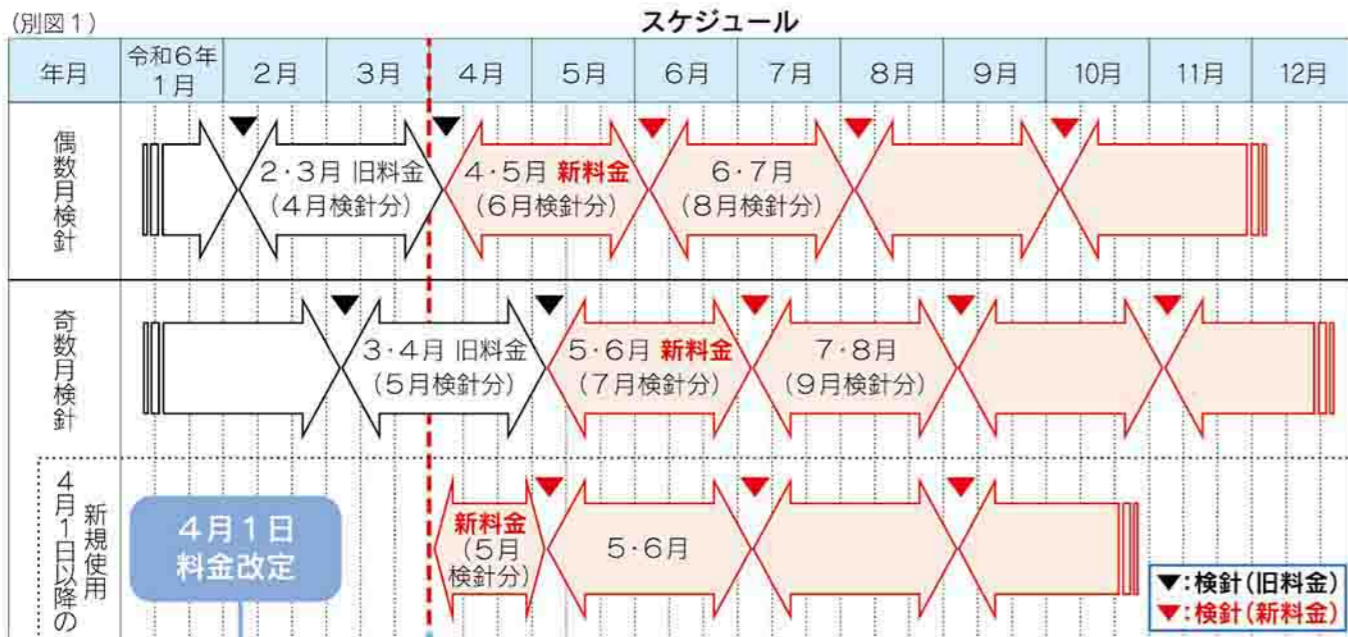 (別図1)
スケジュール
年月
令和6年
1月
2月
3月
4月
5月
6月
7月
8月
9月
10月
11月
12月
偶数月検針
2・3月 旧料金
(4月検針分)
4・5月 新料金
(6月検針分)
6・7月
(8月検針分)
奇数月検針
3・4月 旧料金
(5月検針分)
5・6月 新料金
(7月検針分)
7・8月
(9月検針分)
4月1日以降の
新規使用
4月1日
料金改定
新料金
(5月
検針分)
5・6月
▼:検針(旧料金)
▼:検針(新料金)